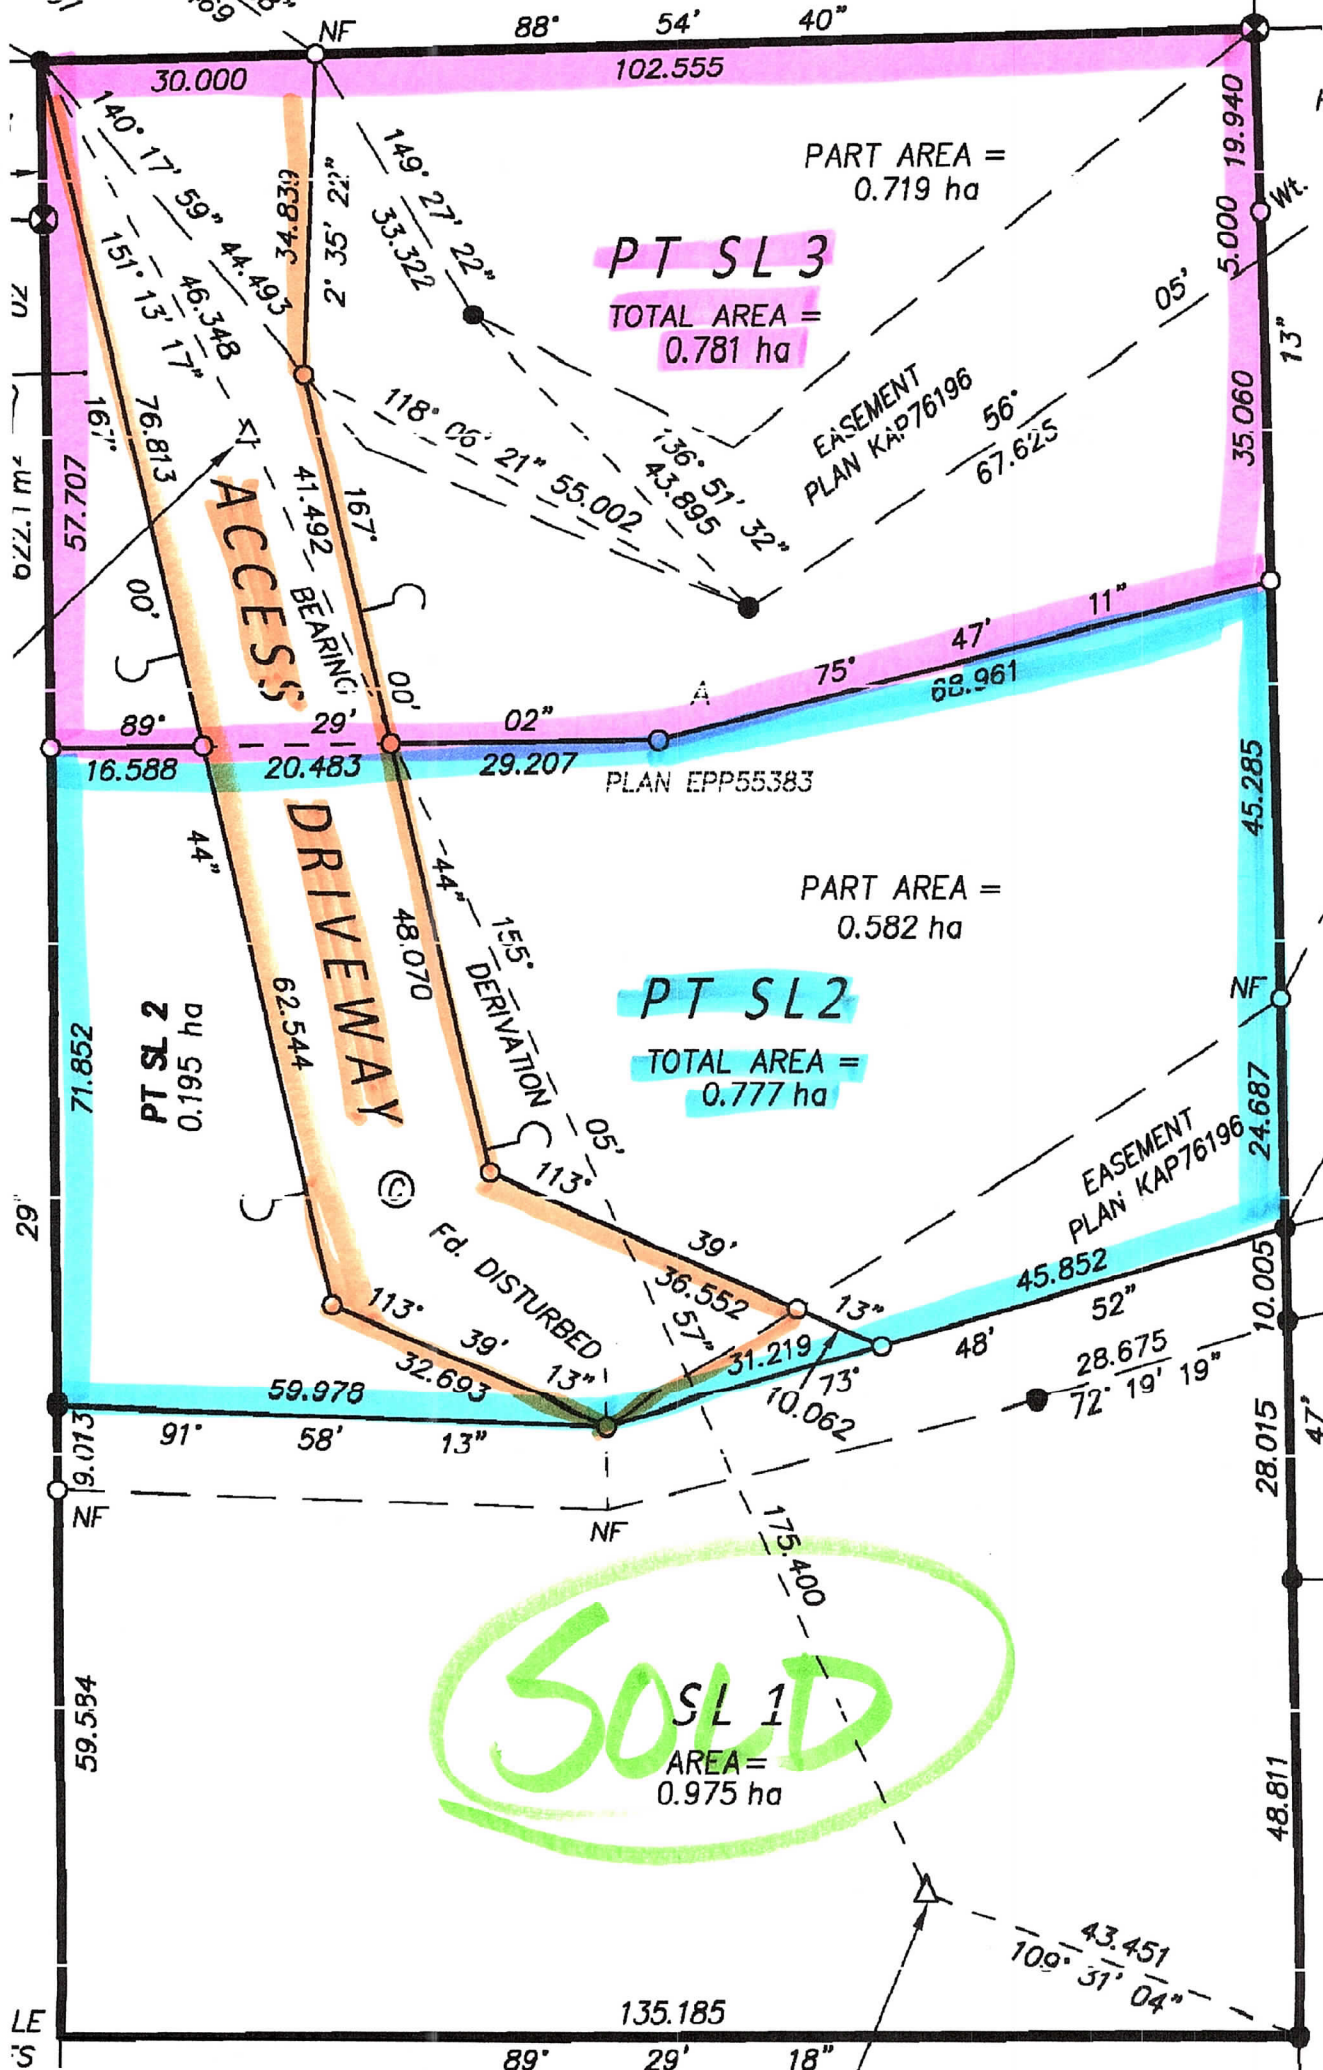 NF
88° 54' 40"
30.000
102.555
19.940
140° 17' 59" 44.493
34.839
2° 35' 22"
149° 27' 22"
33.322
PART AREA =
0.719 ha
Wt.
5.000
PT SL 3
TOTAL AREA =
0.781 ha
05'
13"
151° 13' 17"
46.348
02
167°
76.813
118° 06' 21" 55.002
136° 51' 32"
43.895
EASEMENT
PLAN KAP76196
56°
67.625
35.060
622.1 m²
57.707
ACCESS
41.492
167°
BEARING
00'
00'
11"
47'
75°
68.961
A
89° 29' 02"
16.588
20.483
29.207
PLAN EPP55383
45.285
44"
DRIVEWAY
44"
48.070
155°
DERIVATION
PART AREA =
0.582 ha
62.544
PT SL 2
0.195 ha
71.852
PT SL2
TOTAL AREA =
0.777 ha
NF
24.687
05'
113°
EASEMENT
PLAN KAP76196
29"
©
Fd. DISTURBED
39'
36.552
13"
57"
45.852
52"
10.005
113°
39'
32.693
13"
31.219
73°
48'
10.062
28.675
72° 19' 19"
59.978
91° 58' 13"
9.013
28.015
47'
NF
NF
175.400
SOLD
SL 1
AREA =
0.975 ha
59.584
48.811
43.451
109° 31' 04"
135.185
89° 29' 18"
LE